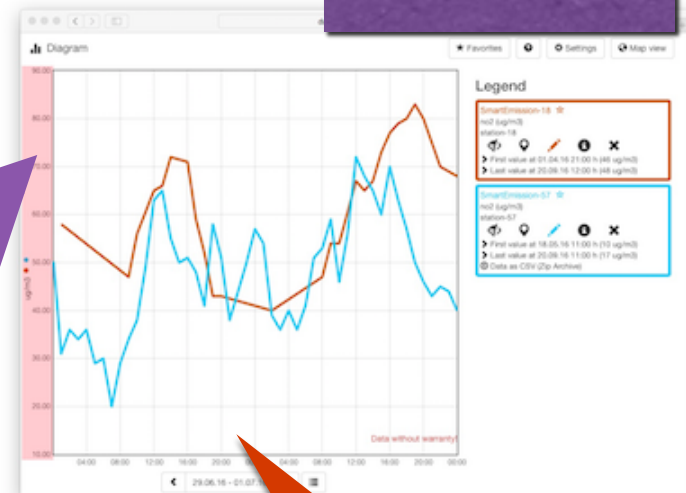 Diagram
Favorites
Settings
Map view
90.00
80.00
70.00
60.00
50.00
40.00
30.00
20.00
10.00
ug/m3
04:00 08:00 12:00 16:00 20:00 04:00 08:00 12:00 16:00 20:00 00:00
Data without warranty!
29.06.16 - 01.07
Legend
SmartEmission-18
no2 (ug/m3)
station-18
First value at 01.04.16 21:00 h (46 ug/m3)
Last value at 20.09.16 12:00 h (48 ug/m3)
SmartEmission-57
no2 (ug/m3)
station-57
First value at 18.05.16 11:00 h (10 ug/m3)
Last value at 20.09.16 11:00 h (17 ug/m3)
Data as CSV (Zip Archive)